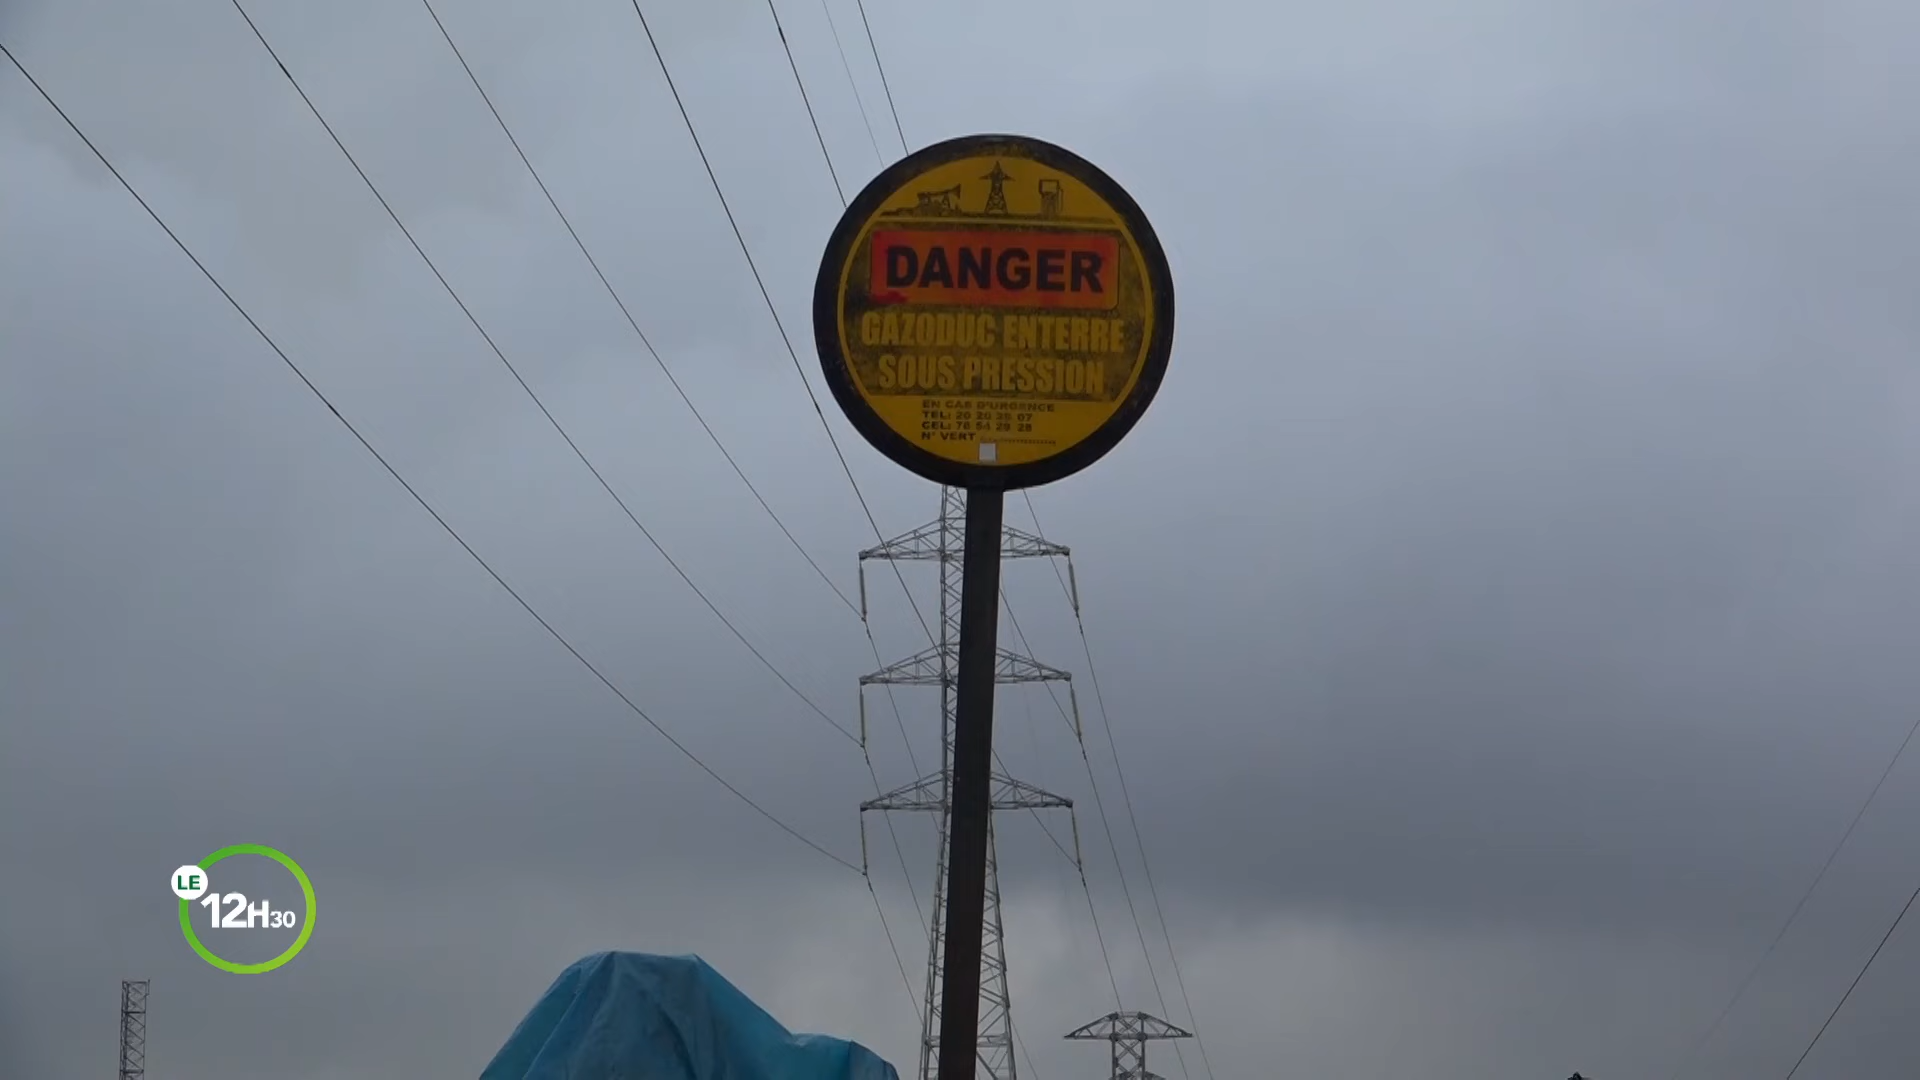 DANGER
GAZODUC ENTERRE
SOUS PRESSION
EN CAS D'URGENCE
TEL: 20 20 28 07
CEL: 78 54 29 28
N° VERT
LE
12H30